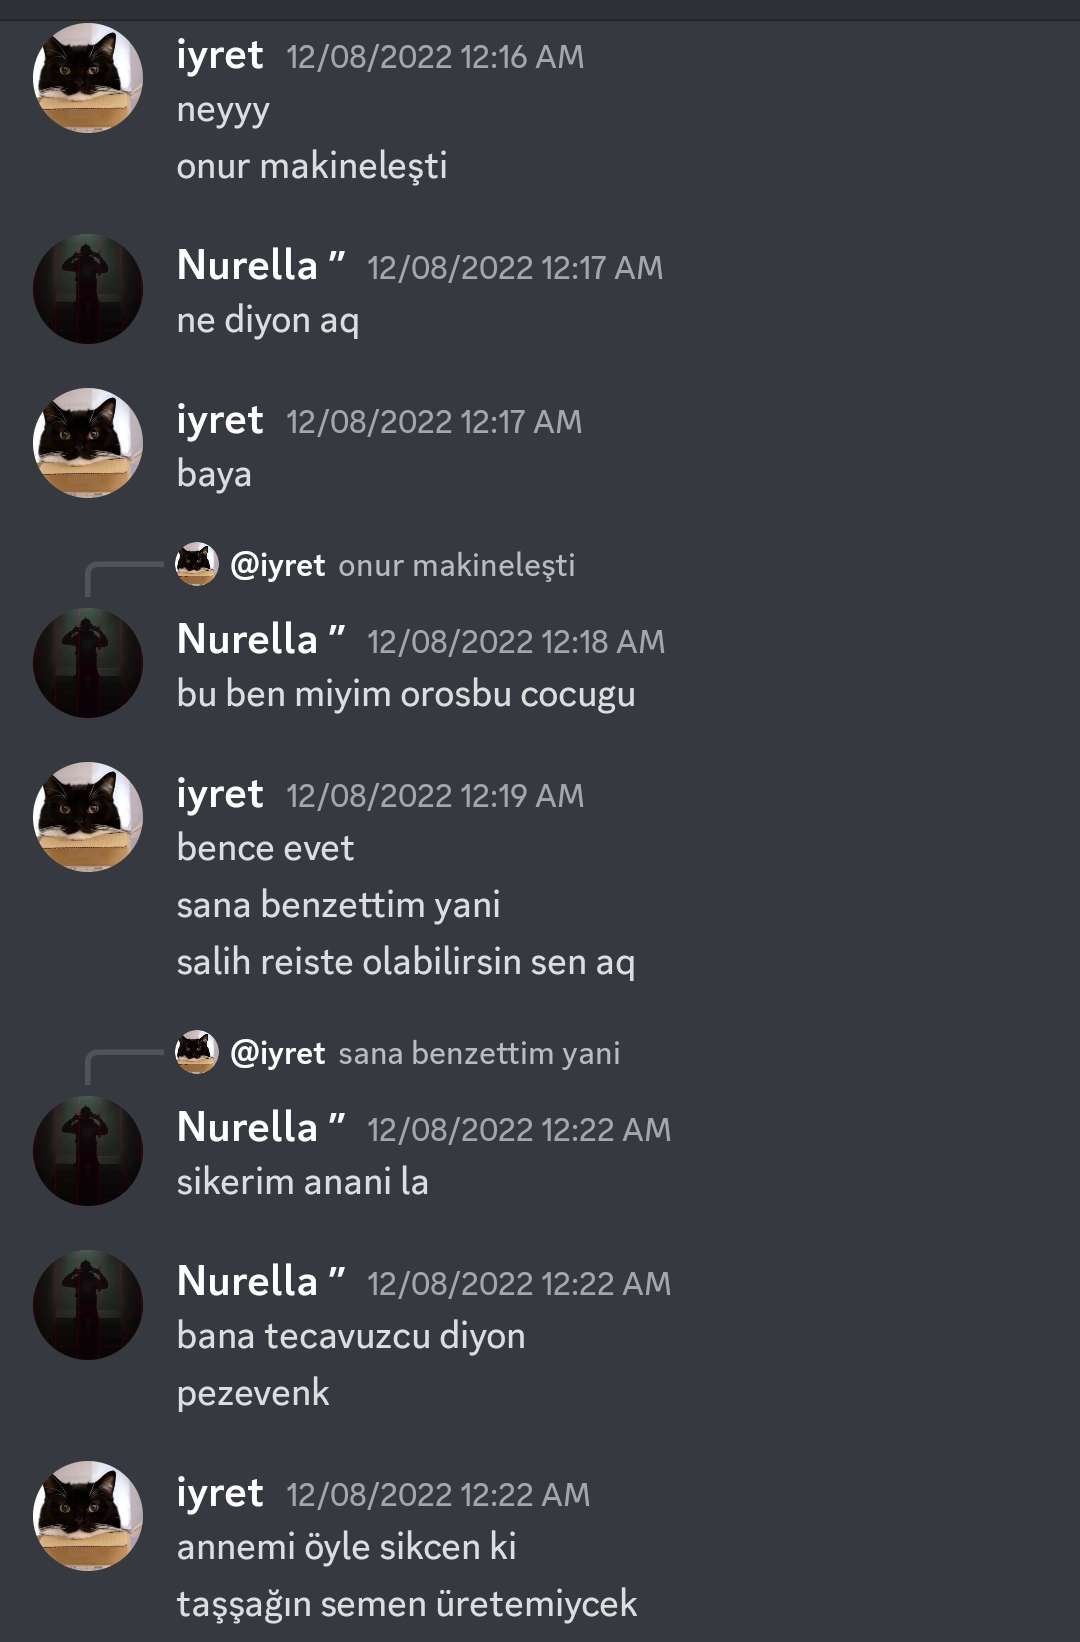 iyret 12/08/2022 12:16 AM
neyyy
onur makineleşti
Nurella " 12/08/2022 12:17 AM
ne diyon aq
iyret 12/08/2022 12:17 AM
baya
@iyret onur makineleşti
Nurella " 12/08/2022 12:18 AM
bu ben miyim orosbu cocugu
iyret 12/08/2022 12:19 AM
bence evet
sana benzettim yani
salih reiste olabilirsin sen aq
@iyret sana benzettim yani
Nurella " 12/08/2022 12:22 AM
sikerim anani la
Nurella " 12/08/2022 12:22 AM
bana tecavuzcu diyon
pezevenk
iyret 12/08/2022 12:22 AM
annemi öyle sikcen ki
taşşağın semen üretemiycek